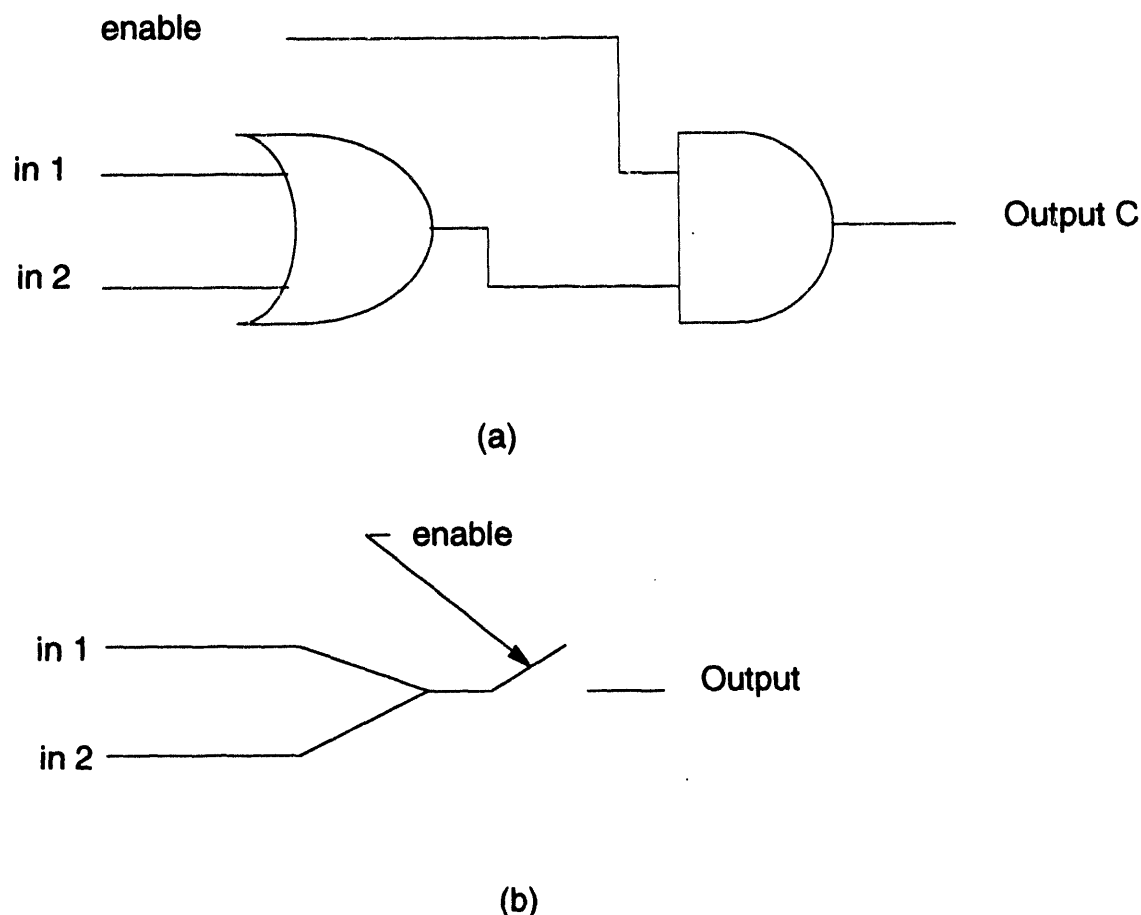 enable
in 1
in 2
Output C
(a)
enable
in 1
in 2
Output
(b)